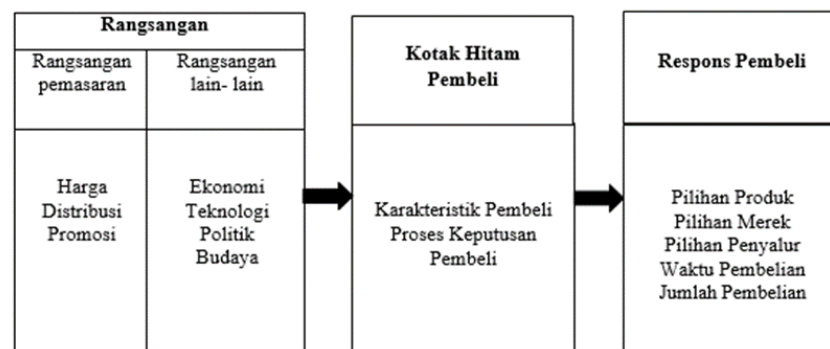 Rangsangan
Rangsangan
pemasaran
Rangsangan
lain- lain
Harga
Distribusi
Promosi
Ekonomi
Teknologi
Politik
Budaya
Kotak Hitam
Pembeli
Karakteristik Pembeli
Proses Keputusan
Pembeli
Respons Pembeli
Pilihan Produk
Pilihan Merek
Pilihan Penyalur
Waktu Pembelian
Jumlah Pembelian